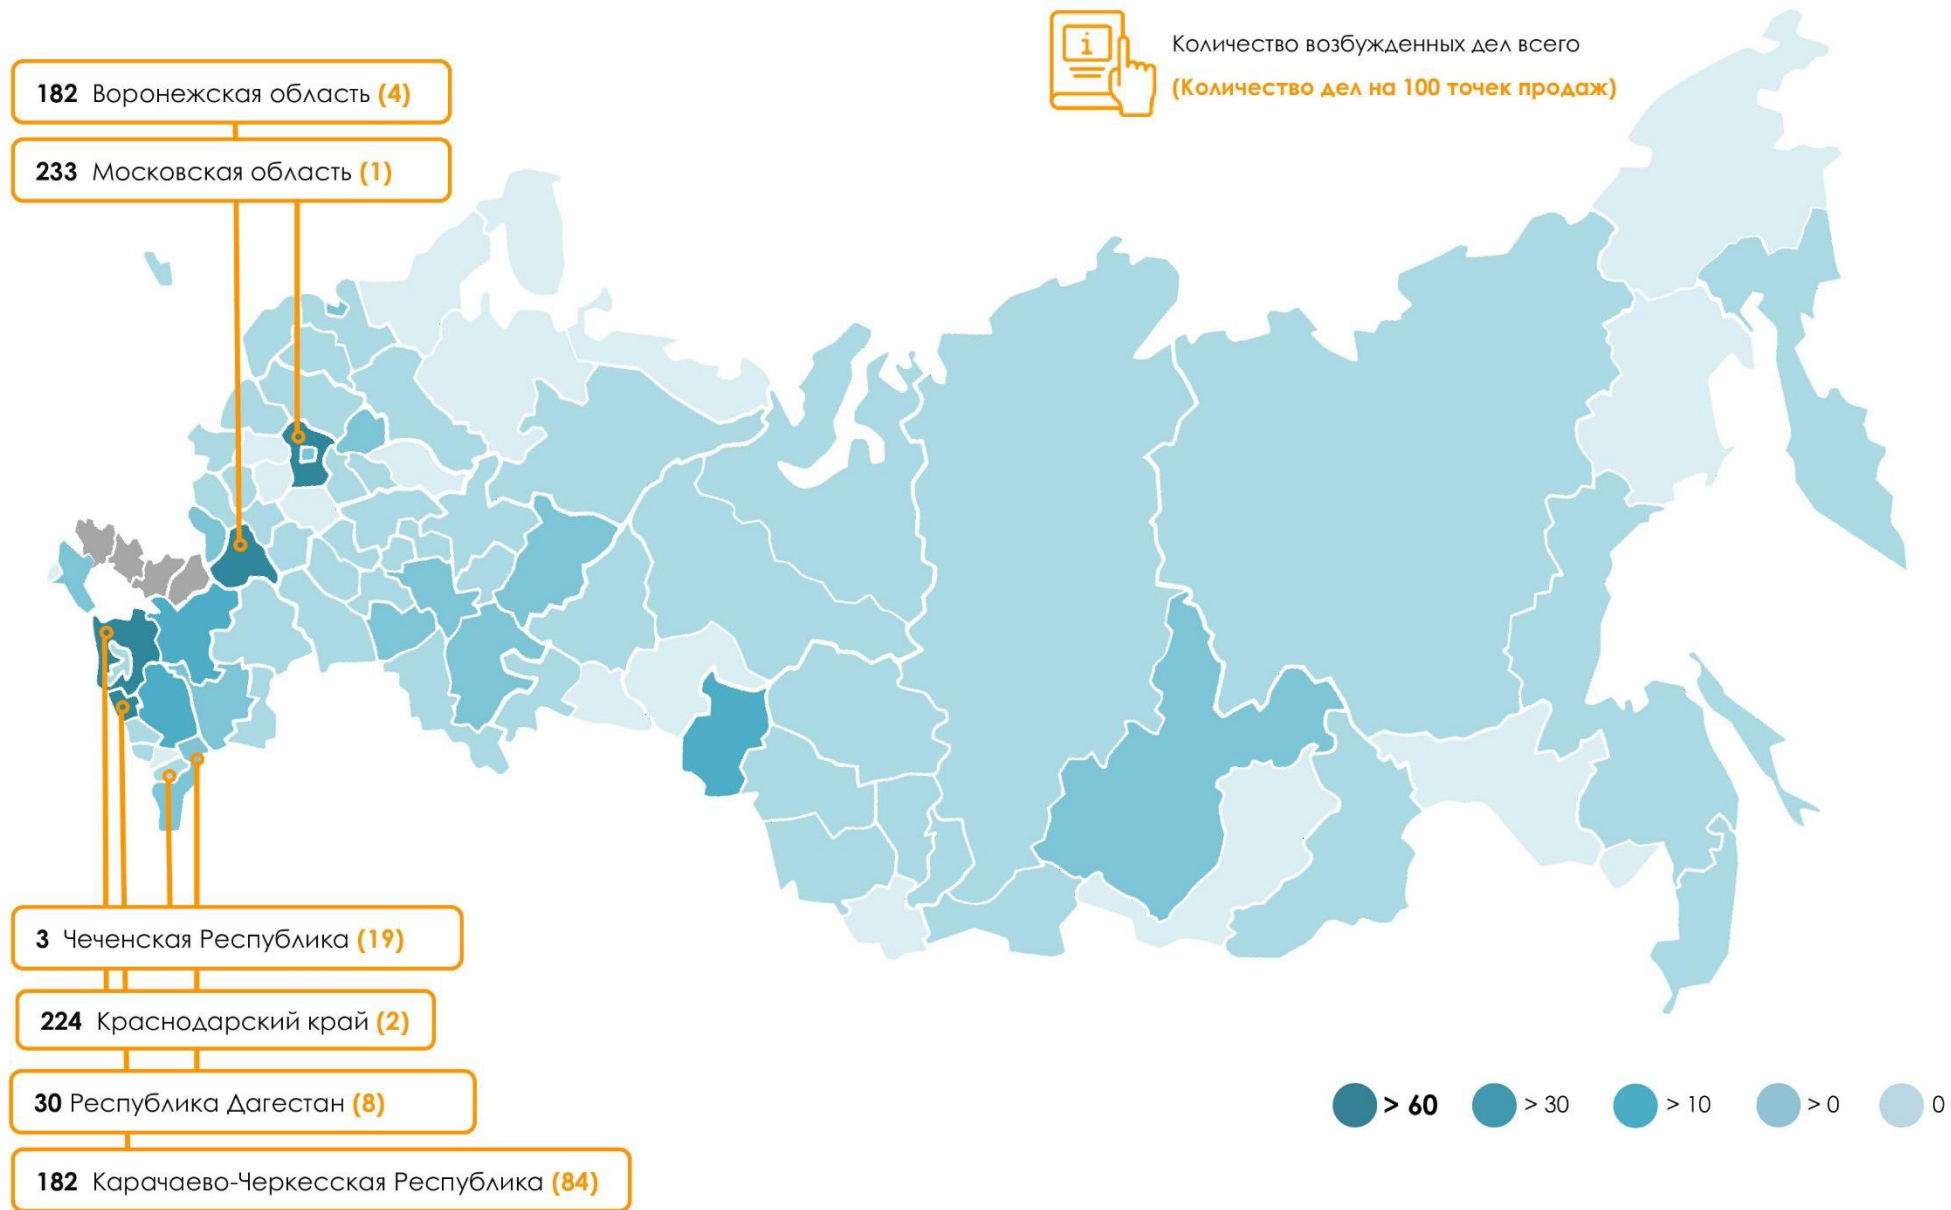 Количество возбужденных дел всего
(Количество дел на 100 точек продаж)
182 Воронежская область (4)
233 Московская область (1)
3 Чеченская Республика (19)
224 Краснодарский край (2)
30 Республика Дагестан (8)
182 Карачаево-Черкесская Республика (84)
> 60 > 30 > 10 > 0 0